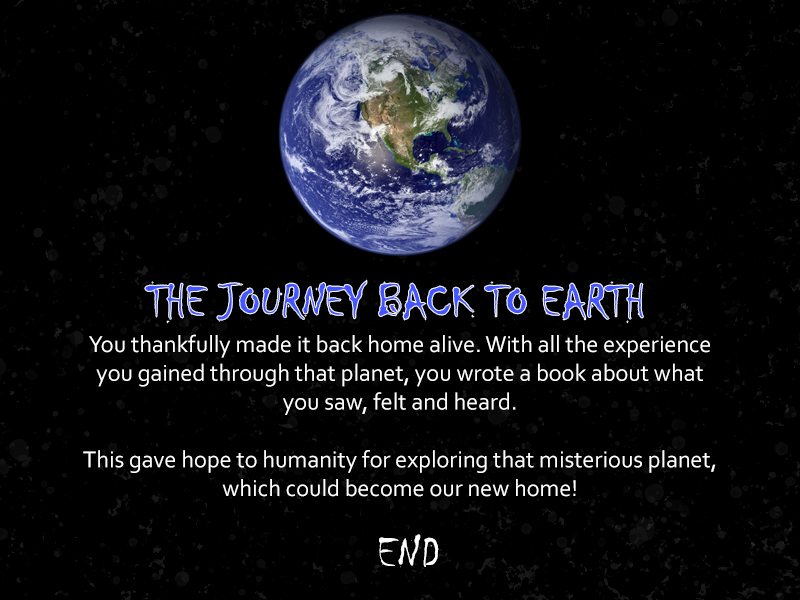 THE JOURNEY BACK TO EARTH
You thankfully made it back home alive. With all the experience
you gained through that planet, you wrote a book about what
you saw, felt and heard.
This gave hope to humanity for exploring that misterious planet,
which could become our new home!
END